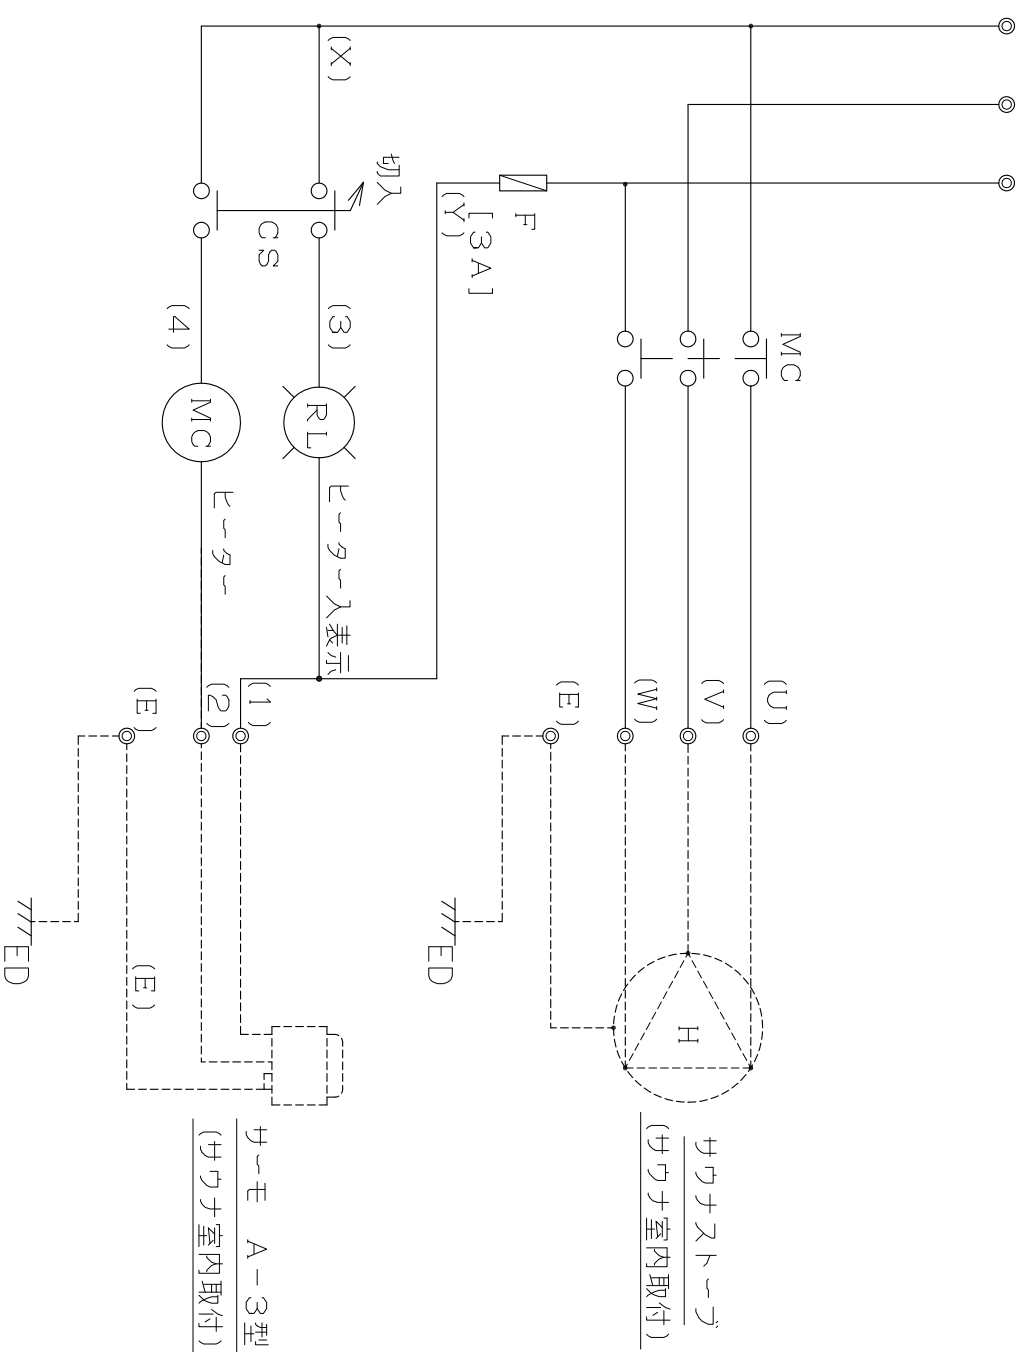 MC
(U)
(V)
(W)
(E)
ED
H
サウナストーブ
(サウナ室内取付)
F
[3A]
(Y)
切入
(X)
CS
(3)
RL
ヒーター入表示
(4)
MC
ヒーター
(1)
(2)
(E)
(E)
ED
サーモ A-3型
(サウナ室内取付)